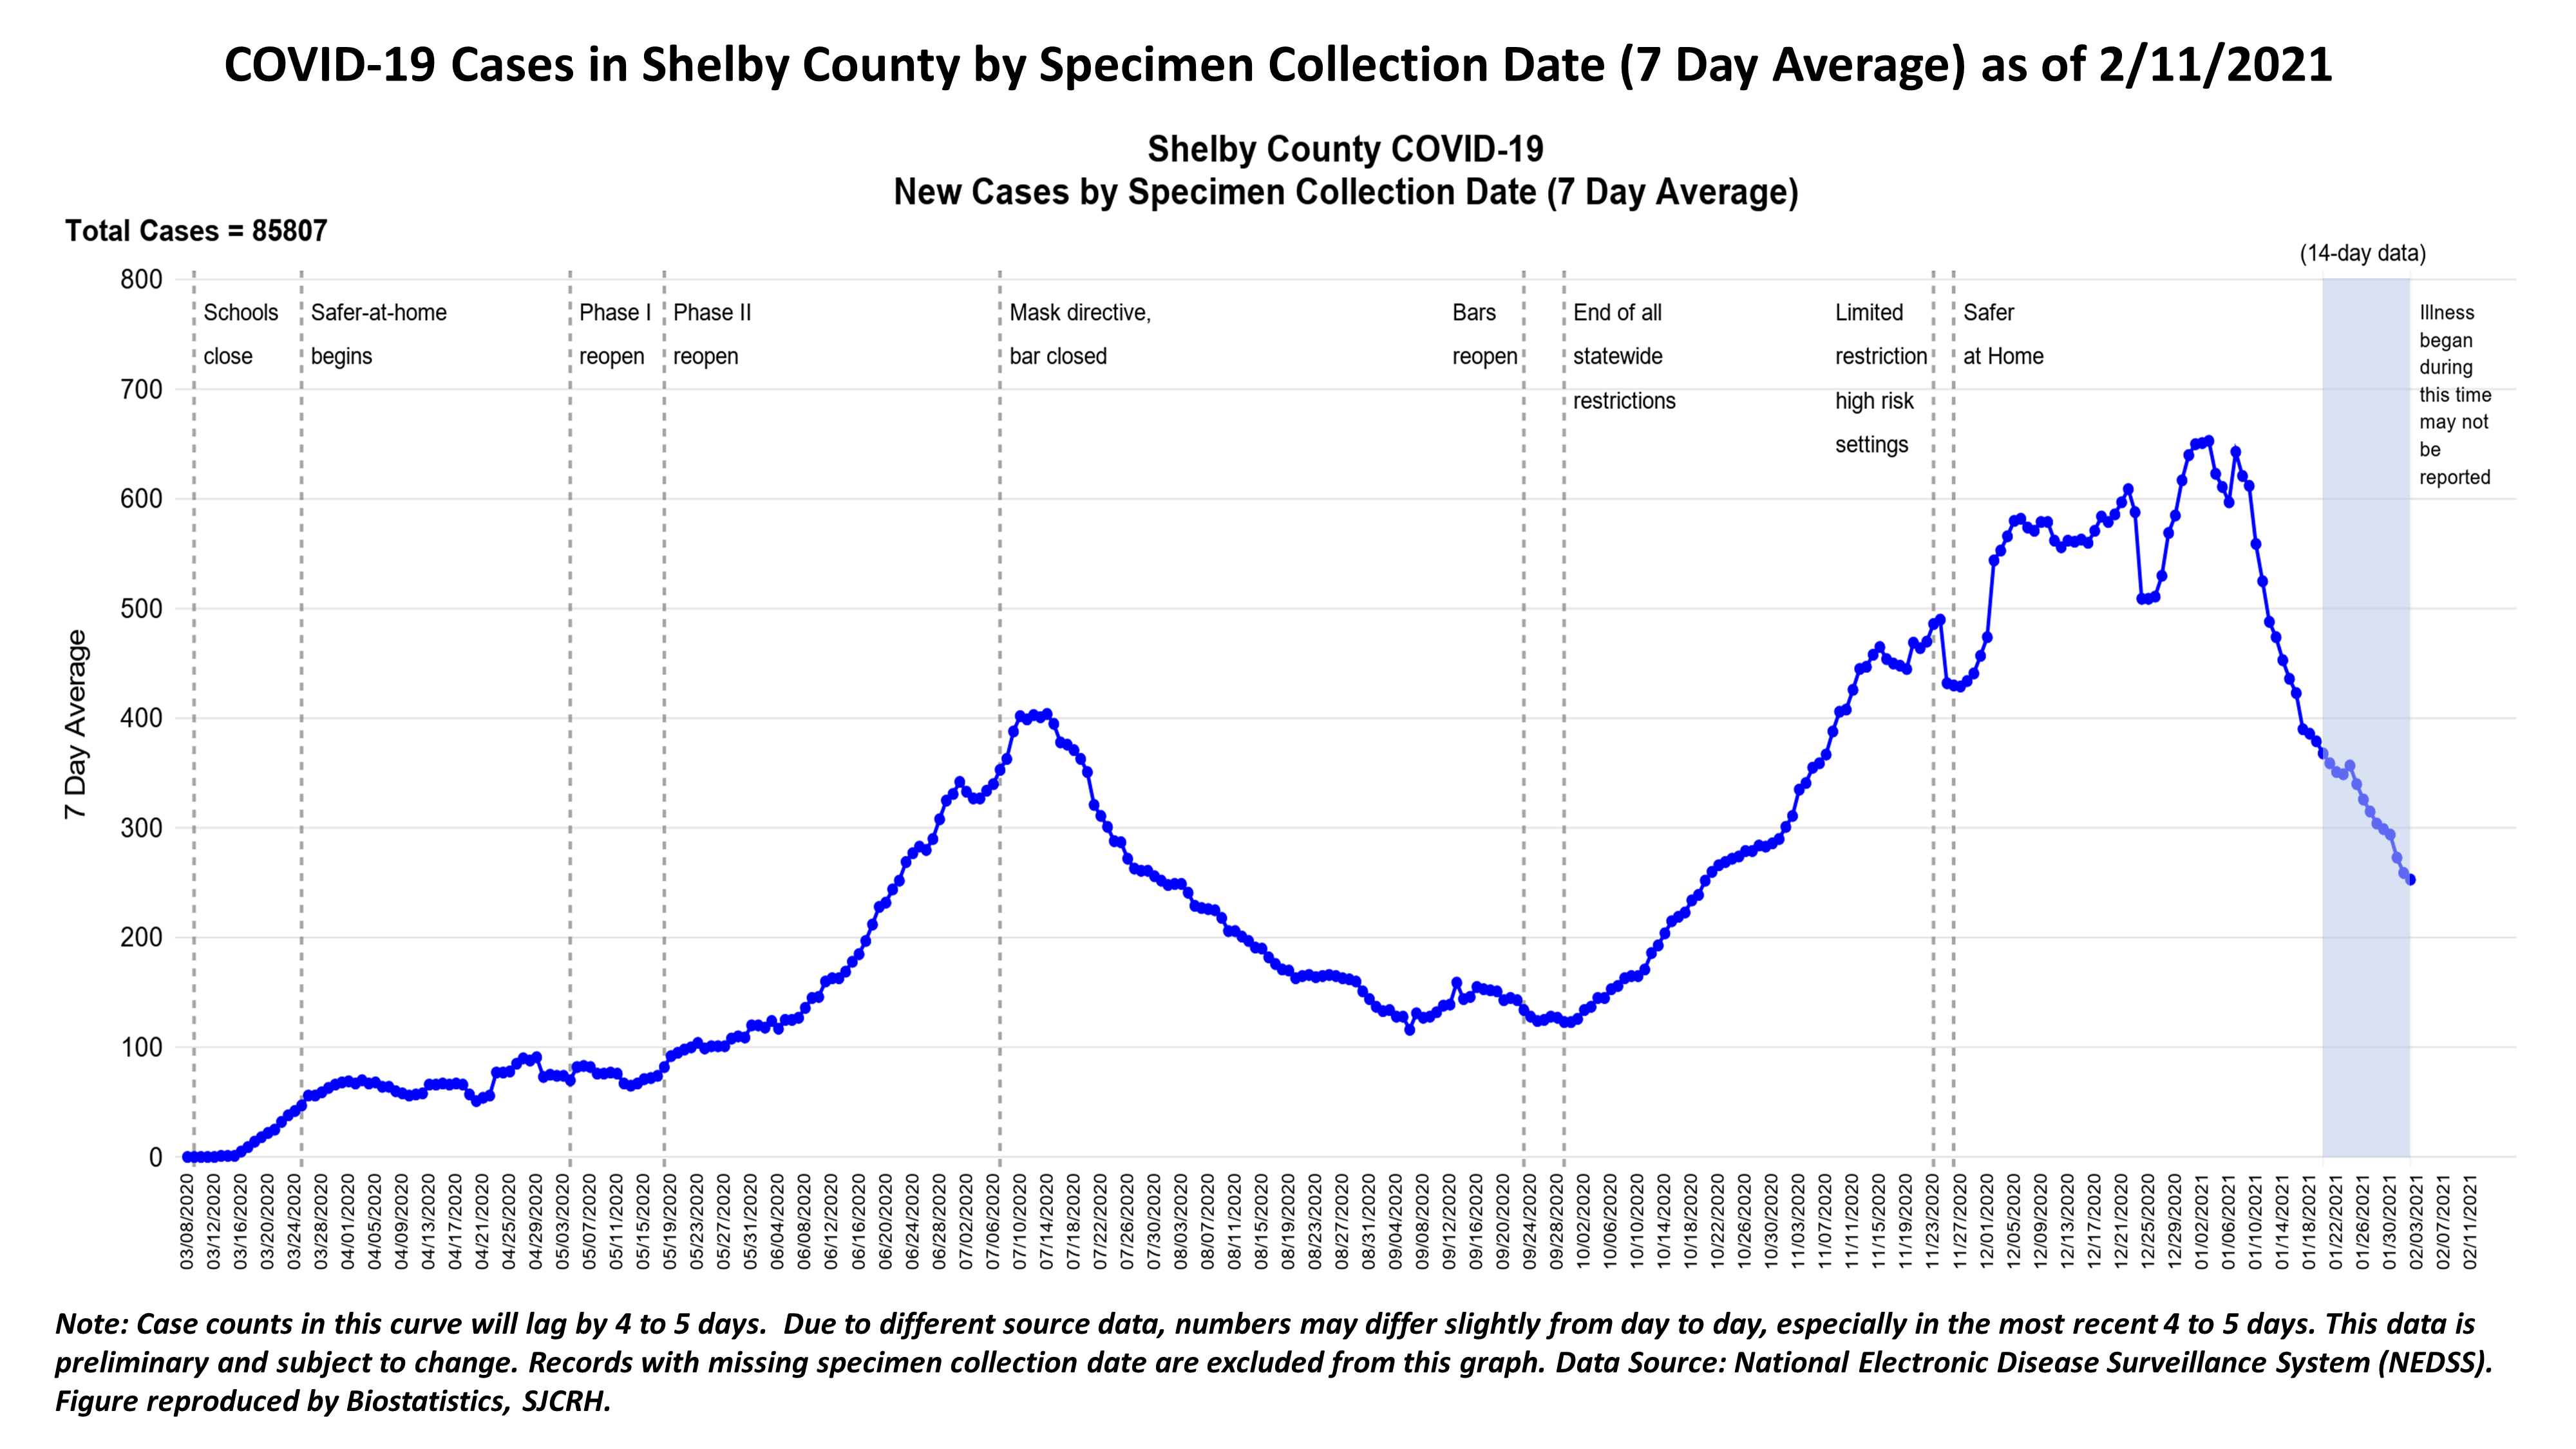 COVID-19 Cases in Shelby County by Specimen Collection Date (7 Day Average) as of 2/11/2021
Shelby County COVID-19
New Cases by Specimen Collection Date (7 Day Average)
Total Cases = 85807
(14-day data)
Schools
close
Safer-at-home
begins
Phase I
reopen
Phase II
reopen
Mask directive,
bar closed
Bars
reopen
End of all
statewide
restrictions
Limited
restriction
high risk
settings
Safer
at Home
Illness
began
during
this time
may not
be
reported
7 Day Average
800
700
600
500
400
300
200
100
0
03/08/2020
03/12/2020
03/16/2020
03/20/2020
03/24/2020
03/28/2020
04/01/2020
04/05/2020
04/09/2020
04/13/2020
04/17/2020
04/21/2020
04/25/2020
04/29/2020
05/03/2020
05/07/2020
05/11/2020
05/15/2020
05/19/2020
05/23/2020
05/27/2020
05/31/2020
06/04/2020
06/08/2020
06/12/2020
06/16/2020
06/20/2020
06/24/2020
06/28/2020
07/02/2020
07/06/2020
07/10/2020
07/14/2020
07/18/2020
07/22/2020
07/26/2020
07/30/2020
08/03/2020
08/07/2020
08/11/2020
08/15/2020
08/19/2020
08/23/2020
08/27/2020
08/31/2020
09/04/2020
09/08/2020
09/12/2020
09/16/2020
09/20/2020
09/24/2020
09/28/2020
10/02/2020
10/06/2020
10/10/2020
10/14/2020
10/18/2020
10/22/2020
10/26/2020
10/30/2020
11/03/2020
11/07/2020
11/11/2020
11/15/2020
11/19/2020
11/23/2020
11/27/2020
12/01/2020
12/05/2020
12/09/2020
12/13/2020
12/17/2020
12/21/2020
12/25/2020
12/29/2020
01/02/2021
01/06/2021
01/10/2021
01/14/2021
01/18/2021
01/22/2021
01/26/2021
01/30/2021
02/03/2021
02/07/2021
02/11/2021
Note: Case counts in this curve will lag by 4 to 5 days.  Due to different source data, numbers may differ slightly from day to day, especially in the most recent 4 to 5 days. This data is
preliminary and subject to change. Records with missing specimen collection date are excluded from this graph. Data Source: National Electronic Disease Surveillance System (NEDSS).
Figure reproduced by Biostatistics, SJCRH.